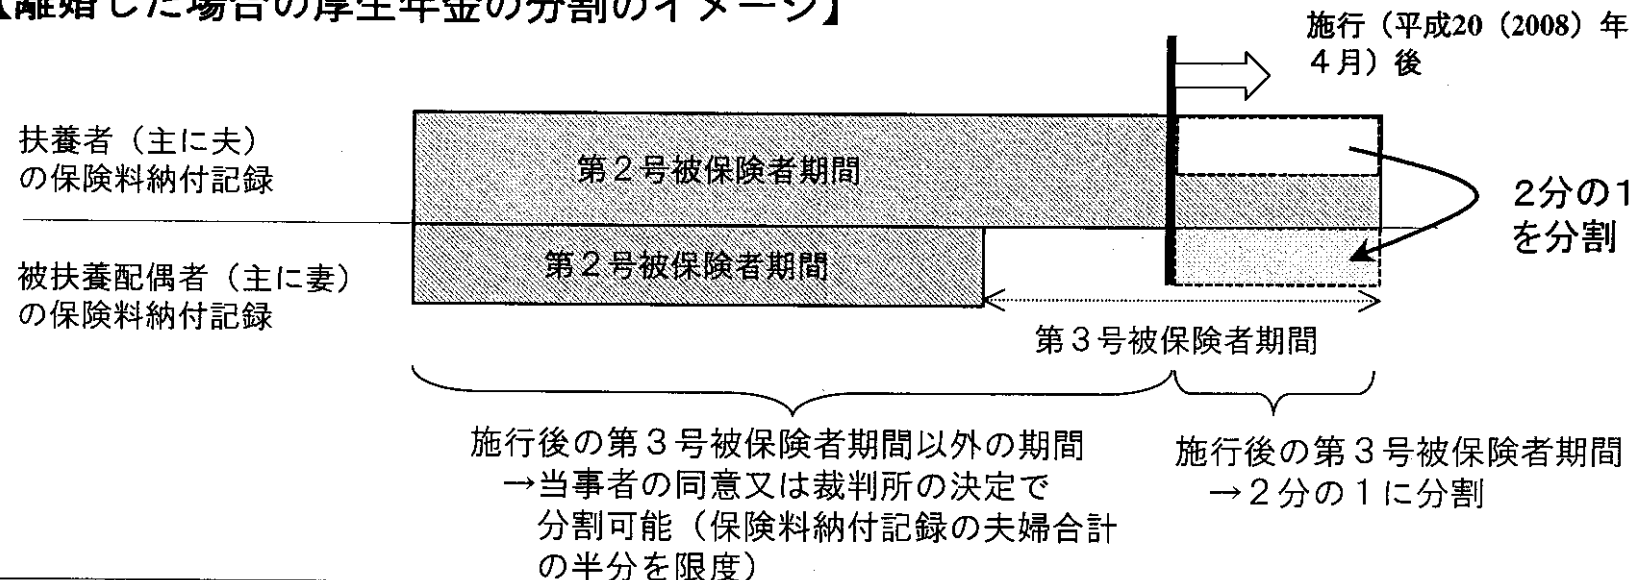 【離婚した場合の厚生年金の分割のイメージ】
施行（平成20（2008）年
４月）後
扶養者（主に夫）
の保険料納付記録
第２号被保険者期間
２分の１
を分割
被扶養配偶者（主に妻）
の保険料納付記録
第２号被保険者期間
第３号被保険者期間
施行後の第３号被保険者期間以外の期間
→当事者の同意又は裁判所の決定で
分割可能（保険料納付記録の夫婦合計
の半分を限度）
施行後の第３号被保険者期間
→２分の１に分割